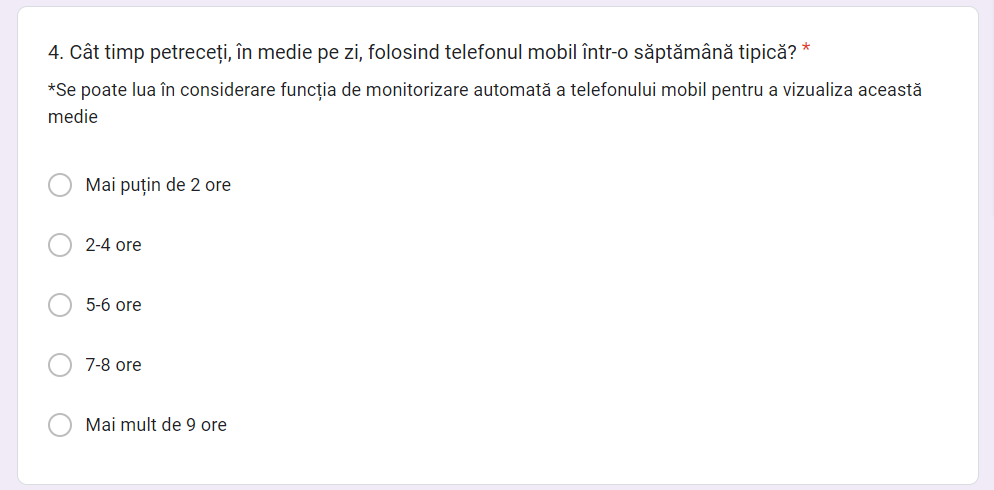 4. Cât timp petreceți, în medie pe zi, folosind telefonul mobil într-o săptămână tipică? *
*Se poate lua în considerare funcția de monitorizare automată a telefonului mobil pentru a vizualiza această
medie
Mai puțin de 2 ore
2-4 ore
5-6 ore
7-8 ore
Mai mult de 9 ore